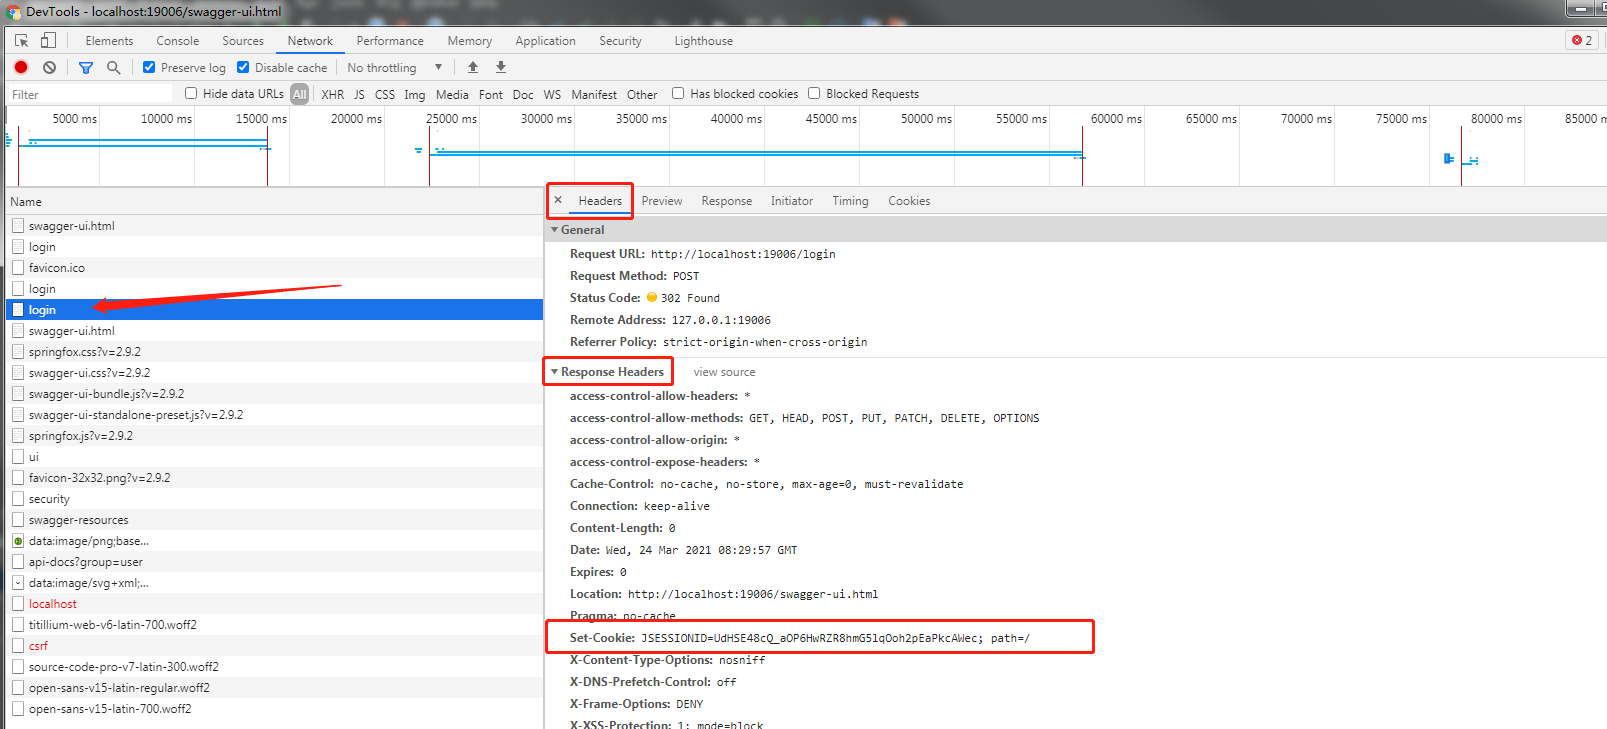 DevTools - localhost:19006/swagger-ui.html
Elements Console Sources Network Performance Memory Application Security Lighthouse 2
Preserve log Disable cache No throttling
Filter Hide data URLs All XHR JS CSS Img Media Font Doc WS Manifest Other Has blocked cookies Blocked Requests
5000 ms 10000 ms 15000 ms 20000 ms 25000 ms 30000 ms 35000 ms 40000 ms 45000 ms 50000 ms 55000 ms 60000 ms 65000 ms 70000 ms 75000 ms 80000 ms 85000 m
Name
swagger-ui.html
login
favicon.ico
login
login
swagger-ui.html
springfox.css?v=2.9.2
swagger-ui.css?v=2.9.2
swagger-ui-bundle.js?v=2.9.2
swagger-ui-standalone-preset.js?v=2.9.2
springfox.js?v=2.9.2
ui
favicon-32x32.png?v=2.9.2
security
swagger-resources
data:image/png;base...
api-docs?group=user
data:image/svg+xml;...
localhost
titillium-web-v6-latin-700.woff2
csrf
source-code-pro-v7-latin-300.woff2
open-sans-v15-latin-regular.woff2
open-sans-v15-latin-700.woff2
× Headers Preview Response Initiator Timing Cookies
General
Request URL: http://localhost:19006/login
Request Method: POST
Status Code: 302 Found
Remote Address: 127.0.0.1:19006
Referrer Policy: strict-origin-when-cross-origin
Response Headers view source
access-control-allow-headers: *
access-control-allow-methods: GET, HEAD, POST, PUT, PATCH, DELETE, OPTIONS
access-control-allow-origin: *
access-control-expose-headers: *
Cache-Control: no-cache, no-store, max-age=0, must-revalidate
Connection: keep-alive
Content-Length: 0
Date: Wed, 24 Mar 2021 08:29:57 GMT
Expires: 0
Location: http://localhost:19006/swagger-ui.html
Pragma: no-cache
Set-Cookie: JSESSIONID=UdHSE48cQ_aOP6HwRZR8hmG5lqOoh2pEaPkcAWec; path=/
X-Content-Type-Options: nosniff
X-DNS-Prefetch-Control: off
X-Frame-Options: DENY
X-XSS-Protection: 1; mode=block